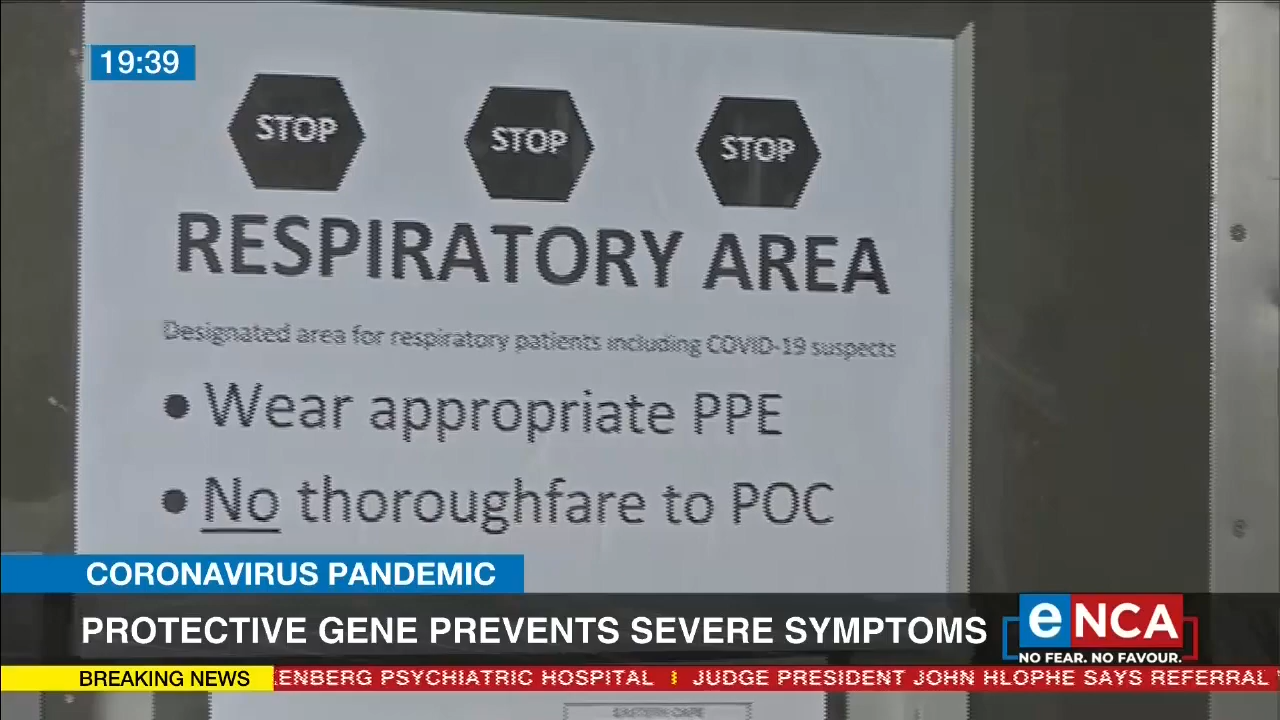 19:39
STOP STOP STOP
RESPIRATORY AREA
Designated area for respiratory patients including COVID-19 suspects
• Wear appropriate PPE
• No thoroughfare to POC
CORONAVIRUS PANDEMIC
PROTECTIVE GENE PREVENTS SEVERE SYMPTOMS
eNCA
NO FEAR. NO FAVOUR.
BREAKING NEWS ENBERG PSYCHIATRIC HOSPITAL JUDGE PRESIDENT JOHN HLOPHE SAYS REFERRAL
EASTERN CAPE